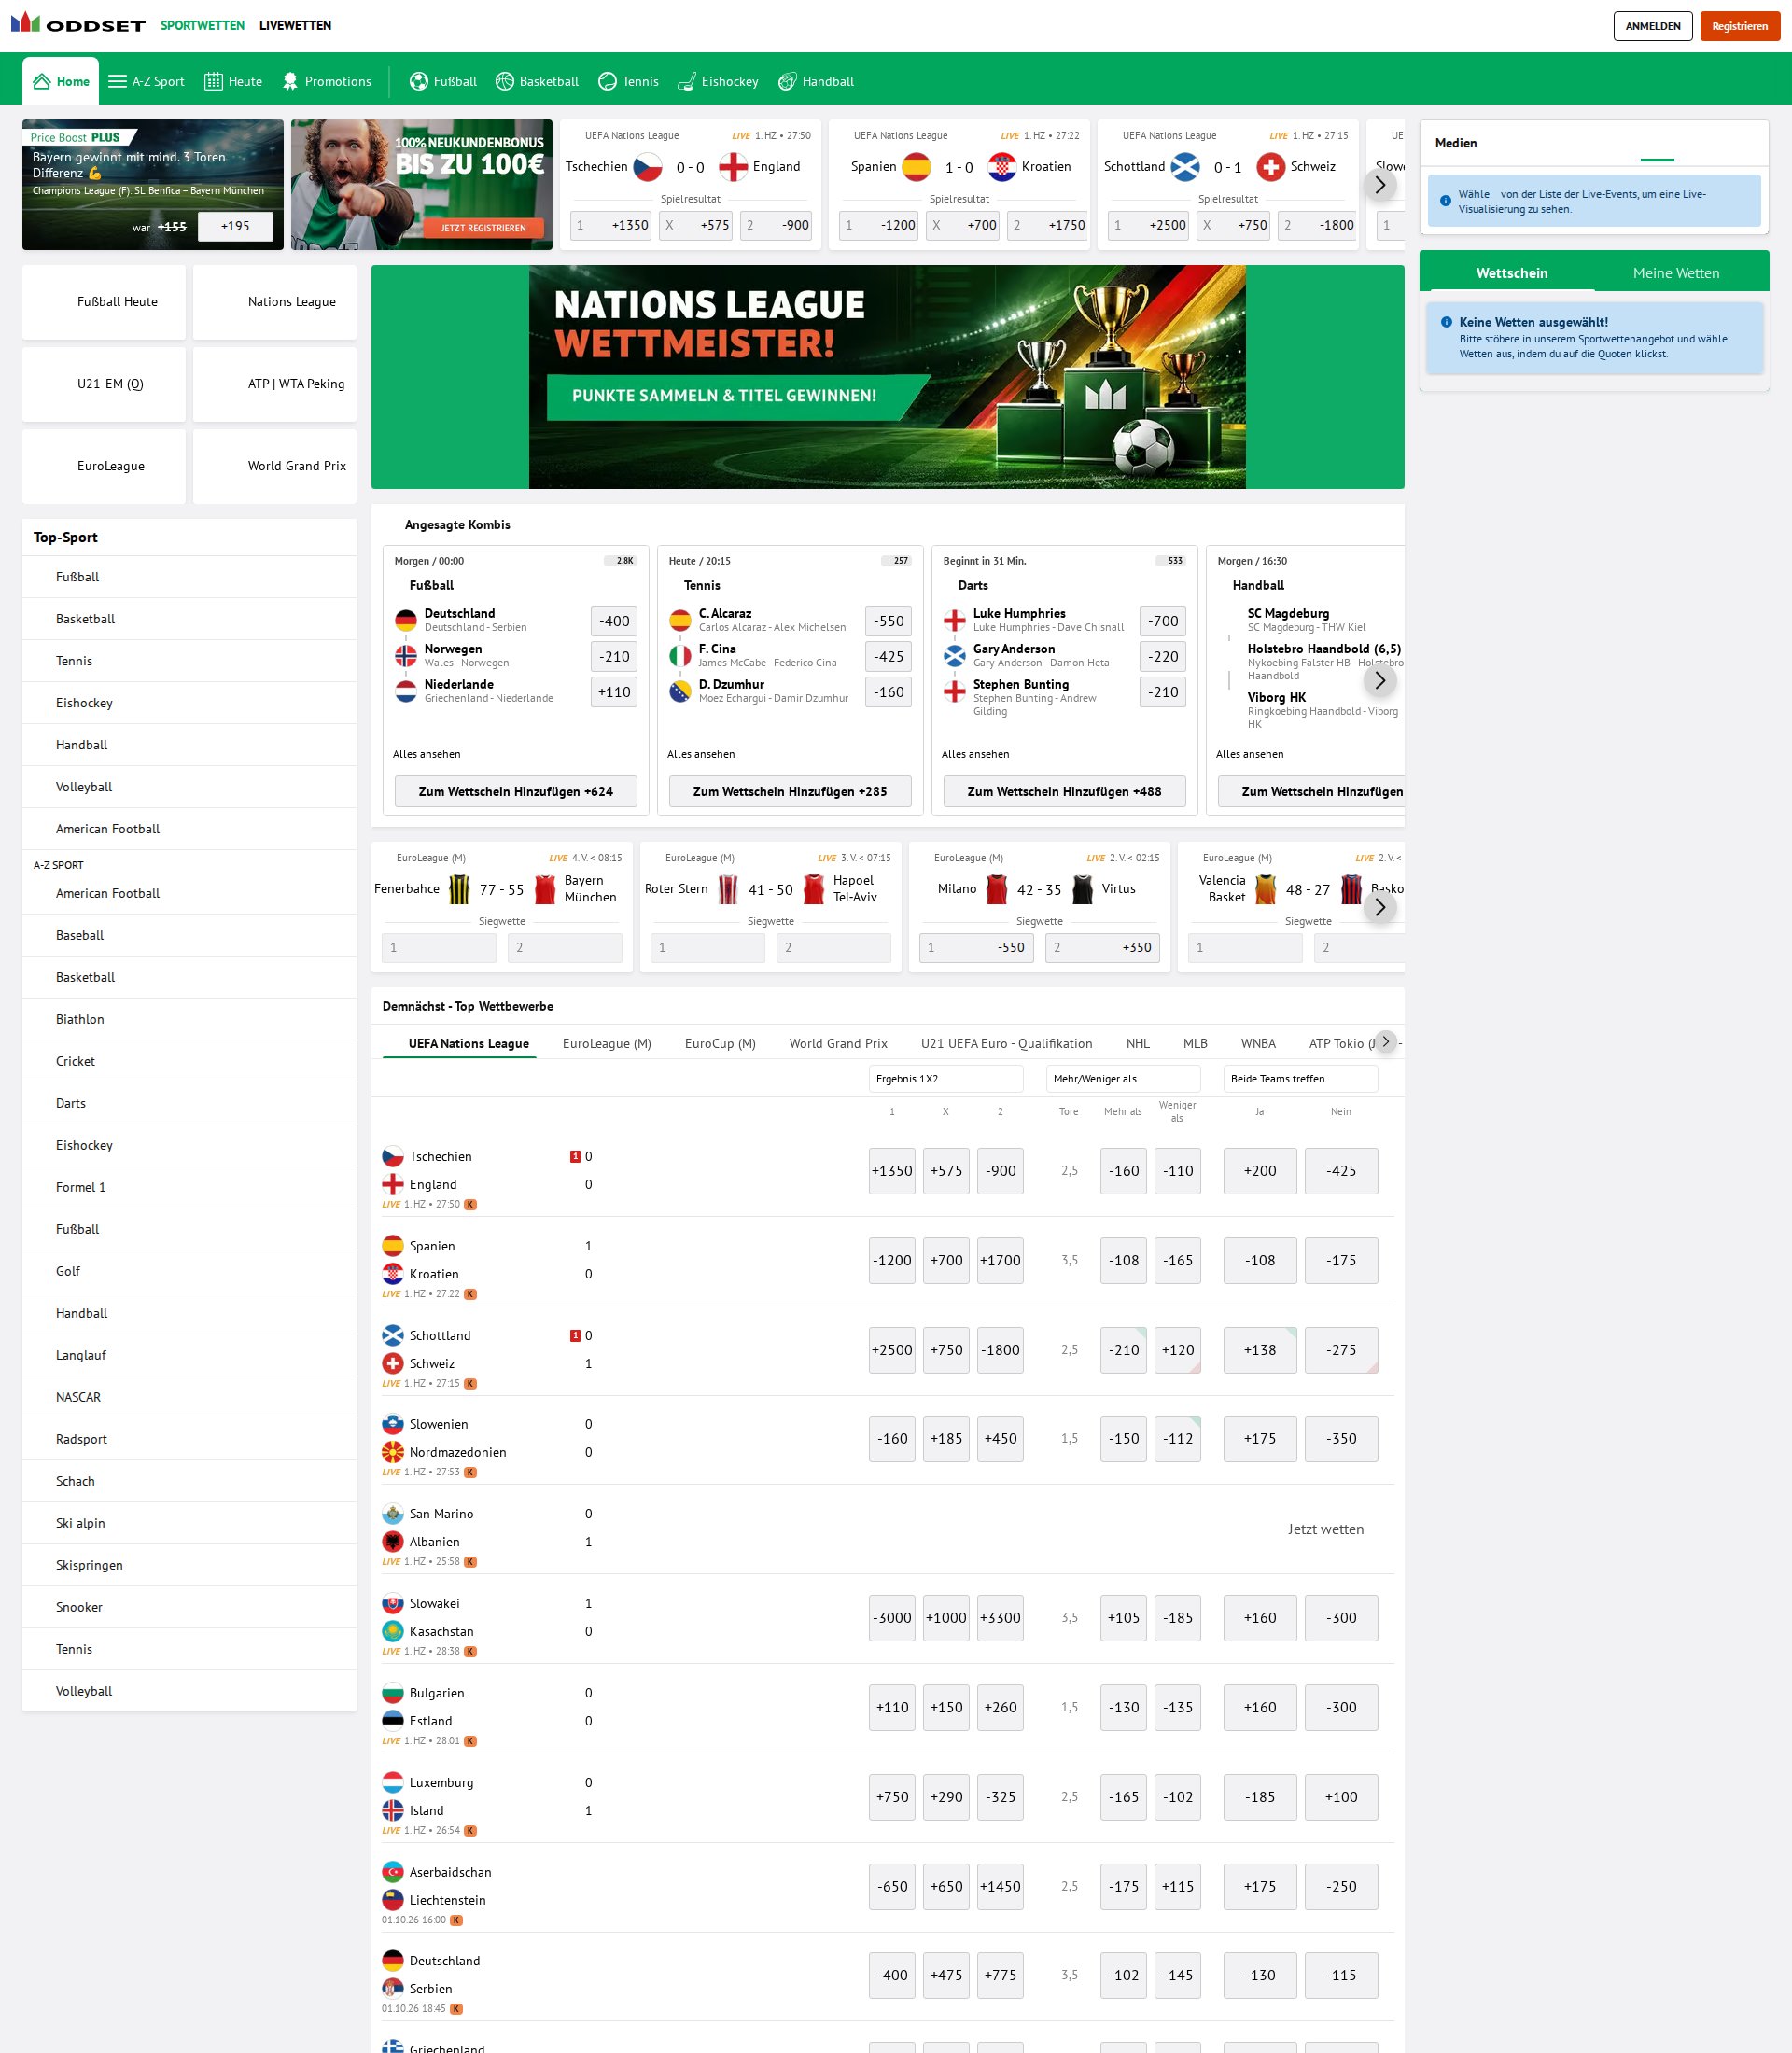 ODDSET SPORTWETTEN LIVEWETTEN ANMELDEN Registrieren
Home A-Z Sport Heute Promotions Fußball Basketball Tennis Eishockey Handball
Price Boost PLUS
Bayern gewinnt mit mind. 3 Toren
Differenz 💪
Champions League (F): SL Benfica – Bayern München
war +155 +195
100% NEUKUNDENBONUS
BIS ZU 100€
JETZT REGISTRIEREN
UEFA Nations League LIVE 1. HZ • 27:50
Tschechien 0 - 0 England
Spielresultat
1 +1350 X +575 2 -900
UEFA Nations League LIVE 1. HZ • 27:22
Spanien 1 - 0 Kroatien
Spielresultat
1 -1200 X +700 2 +1750
UEFA Nations League LIVE 1. HZ • 27:15
Schottland 0 - 1 Schweiz
Spielresultat
1 +2500 X +750 2 -1800
UE
Slowe
1
Medien
Wähle von der Liste der Live-Events, um eine Live-
Visualisierung zu sehen.
Wettschein Meine Wetten
Keine Wetten ausgewählt!
Bitte stöbere in unserem Sportwettenangebot und wähle
Wetten aus, indem du auf die Quoten klickst.
Fußball Heute Nations League
U21-EM (Q) ATP | WTA Peking
EuroLeague World Grand Prix
Top-Sport
Fußball
Basketball
Tennis
Eishockey
Handball
Volleyball
American Football
A-Z SPORT
American Football
Baseball
Basketball
Biathlon
Cricket
Darts
Eishockey
Formel 1
Fußball
Golf
Handball
Langlauf
NASCAR
Radsport
Schach
Ski alpin
Skispringen
Snooker
Tennis
Volleyball
NATIONS LEAGUE
WETTMEISTER!
PUNKTE SAMMELN & TITEL GEWINNEN!
Angesagte Kombis
Morgen / 00:00 2.8K
Fußball
Deutschland
Deutschland - Serbien
-400
Norwegen
Wales - Norwegen
-210
Niederlande
Griechenland - Niederlande
+110
Alles ansehen
Zum Wettschein Hinzufügen +624
Heute / 20:15 257
Tennis
C. Alcaraz
Carlos Alcaraz - Alex Michelsen
-550
F. Cina
James McCabe - Federico Cina
-425
D. Dzumhur
Moez Echargui - Damir Dzumhur
-160
Alles ansehen
Zum Wettschein Hinzufügen +285
Beginnt in 31 Min. 533
Darts
Luke Humphries
Luke Humphries - Dave Chisnall
-700
Gary Anderson
Gary Anderson - Damon Heta
-220
Stephen Bunting
Stephen Bunting - Andrew
Gilding
-210
Alles ansehen
Zum Wettschein Hinzufügen +488
Morgen / 16:30
Handball
SC Magdeburg
SC Magdeburg - THW Kiel
Holstebro Haandbold (6,5)
Nykoebing Falster HB - Holstebro
Haandbold
Viborg HK
Ringkoebing Haandbold - Viborg
HK
Alles ansehen
Zum Wettschein Hinzufügen
EuroLeague (M) LIVE 4. V. < 08:15
Fenerbahce 77 - 55 Bayern
München
Siegwette
1 2
EuroLeague (M) LIVE 3. V. < 07:15
Roter Stern 41 - 50 Hapoel
Tel-Aviv
Siegwette
1 2
EuroLeague (M) LIVE 2. V. < 02:15
Milano 42 - 35 Virtus
Siegwette
1 -550 2 +350
EuroLeague (M) LIVE 2. V. <
Valencia
Basket 48 - 27 Basko
Siegwette
1 2
Demnächst - Top Wettbewerbe
UEFA Nations League EuroLeague (M) EuroCup (M) World Grand Prix U21 UEFA Euro - Qualifikation NHL MLB WNBA ATP Tokio (J -
Ergebnis 1X2 Mehr/Weniger als Beide Teams treffen
1 X 2 Tore Mehr als Weniger
als Ja Nein
Tschechien 1 0
England 0
LIVE 1. HZ • 27:50 K
+1350 +575 -900 2,5 -160 -110 +200 -425
Spanien 1
Kroatien 0
LIVE 1. HZ • 27:22 K
-1200 +700 +1700 3,5 -108 -165 -108 -175
Schottland 1 0
Schweiz 1
LIVE 1. HZ • 27:15 K
+2500 +750 -1800 2,5 -210 +120 +138 -275
Slowenien 0
Nordmazedonien 0
LIVE 1. HZ • 27:53 K
-160 +185 +450 1,5 -150 -112 +175 -350
San Marino 0
Albanien 1
LIVE 1. HZ • 25:58 K
Jetzt wetten
Slowakei 1
Kasachstan 0
LIVE 1. HZ • 28:38 K
-3000 +1000 +3300 3,5 +105 -185 +160 -300
Bulgarien 0
Estland 0
LIVE 1. HZ • 28:01 K
+110 +150 +260 1,5 -130 -135 +160 -300
Luxemburg 0
Island 1
LIVE 1. HZ • 26:54 K
+750 +290 -325 2,5 -165 -102 -185 +100
Aserbaidschan
Liechtenstein
01.10.26 16:00 K
-650 +650 +1450 2,5 -175 +115 +175 -250
Deutschland
Serbien
01.10.26 18:45 K
-400 +475 +775 3,5 -102 -145 -130 -115
Griechenland